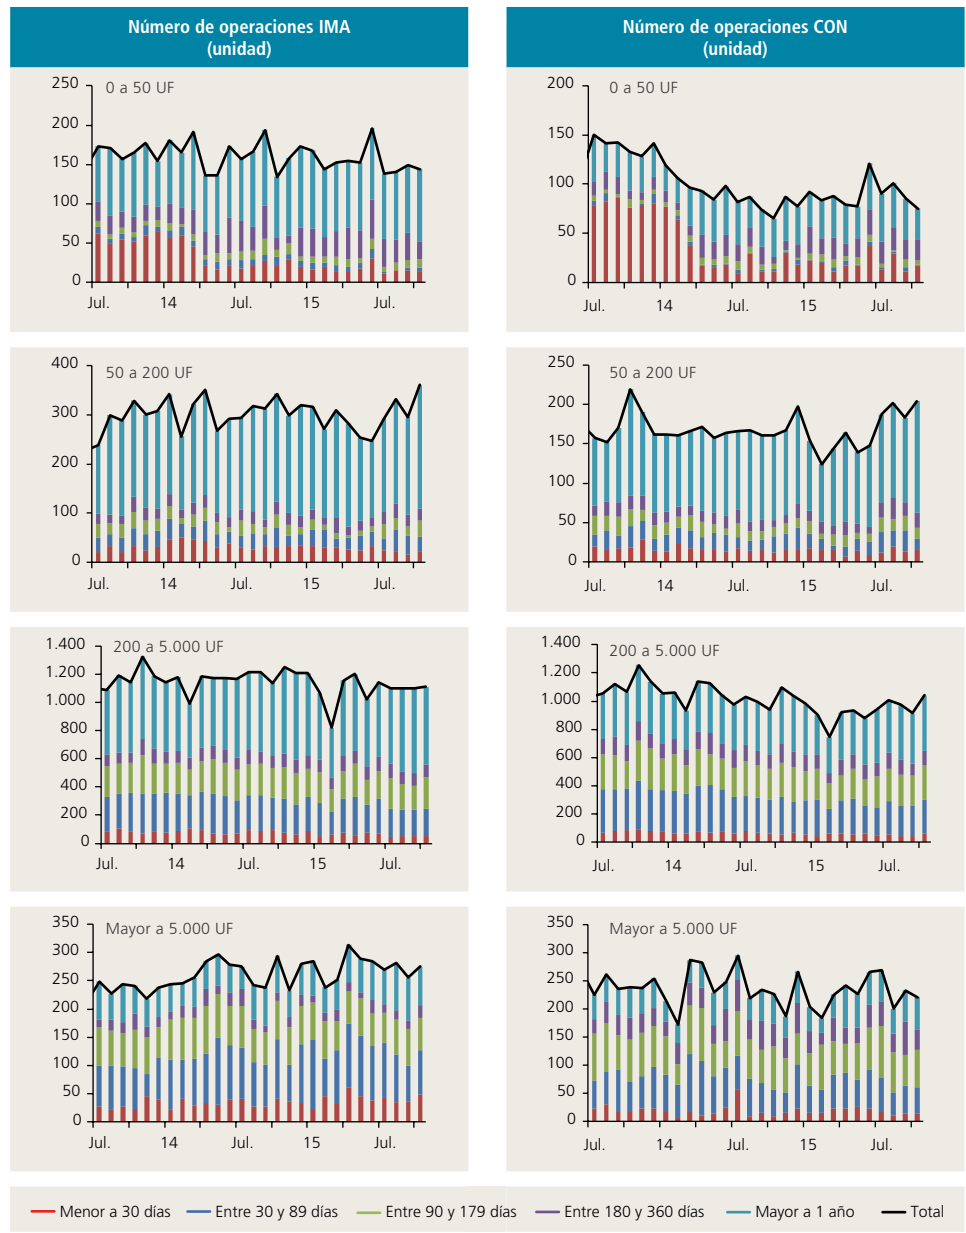 Número de operaciones IMA
(unidad)
250
200
150
100
50
0
0 a 50 UF
Jul.
14
Jul.
15
Jul.
400
300
200
100
0
50 a 200 UF
Jul.
14
Jul.
15
Jul.
1.400
1.200
1.000
800
600
400
200
0
200 a 5.000 UF
Jul.
14
Jul.
15
Jul.
350
300
250
200
150
100
50
0
Mayor a 5.000 UF
Jul.
14
Jul.
15
Jul.
Número de operaciones CON
(unidad)
200
150
100
50
0
0 a 50 UF
Jul.
14
Jul.
15
Jul.
250
200
150
100
50
0
50 a 200 UF
Jul.
14
Jul.
15
Jul.
1.400
1.200
1.000
800
600
400
200
0
200 a 5.000 UF
Jul.
14
Jul.
15
Jul.
350
300
250
200
150
100
50
0
Mayor a 5.000 UF
Jul.
14
Jul.
15
Jul.
Menor a 30 días Entre 30 y 89 días Entre 90 y 179 días Entre 180 y 360 días Mayor a 1 año Total